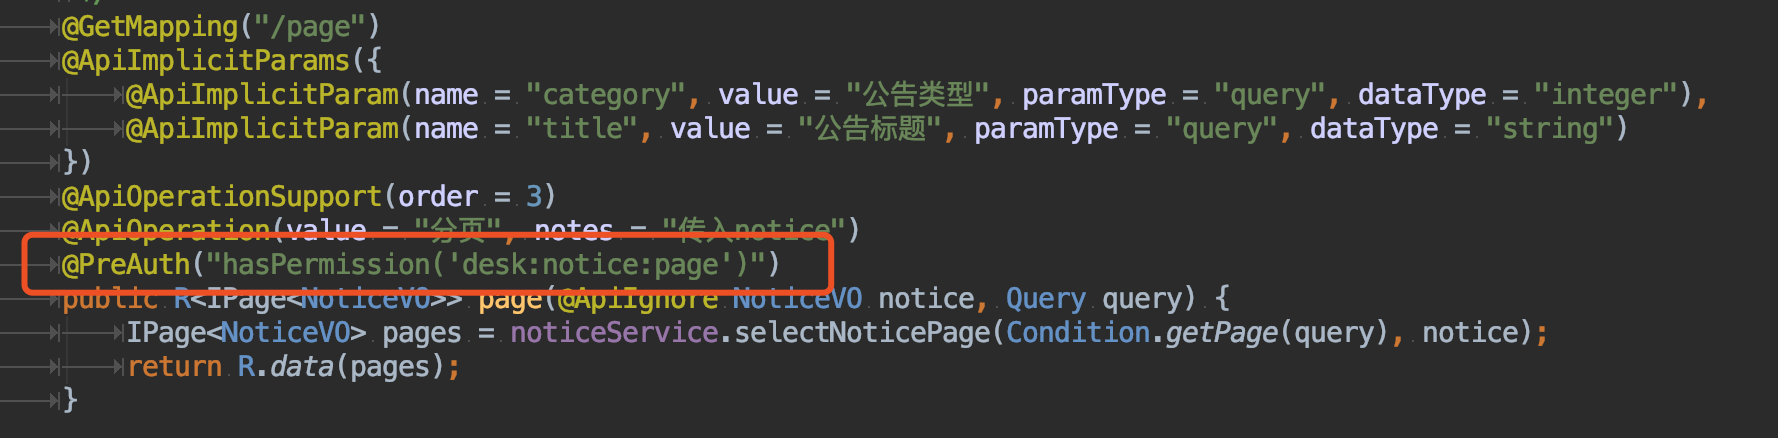 @GetMapping("/page")
@ApiImplicitParams({
@ApiImplicitParam(name = "category", value = "公告类型", paramType = "query", dataType = "integer"),
@ApiImplicitParam(name = "title", value = "公告标题", paramType = "query", dataType = "string")
})
@ApiOperationSupport(order = 3)
@ApiOperation(value = "分页", notes = "传入notice")
@PreAuth("hasPermission('desk:notice:page')")
public R<IPage<NoticeVO>> page(@ApiIgnore NoticeVO notice, Query query) {
IPage<NoticeVO> pages = noticeService.selectNoticePage(Condition.getPage(query), notice);
return R.data(pages);
}